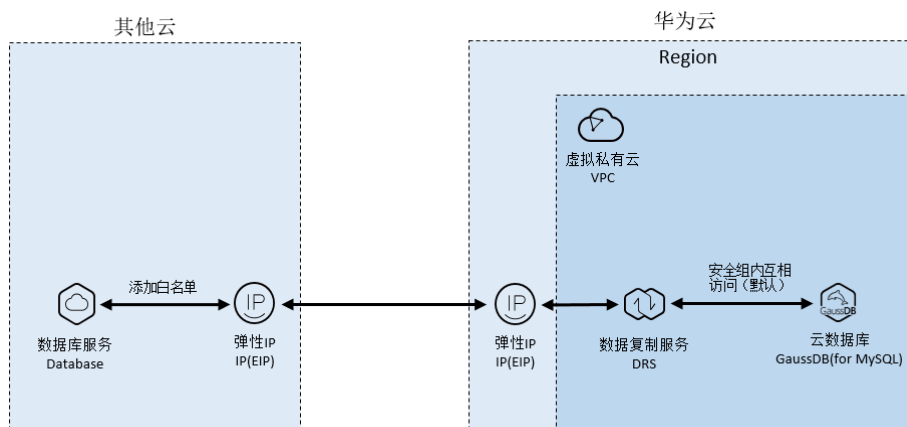 其他云
华为云
Region
虚拟私有云
VPC
添加白名单
安全组内互相
访问（默认）
IP
IP
GaussDB
数据库服务
Database
弹性IP
IP(EIP)
弹性IP
IP(EIP)
数据复制服务
DRS
云数据库
GaussDB(for MySQL)